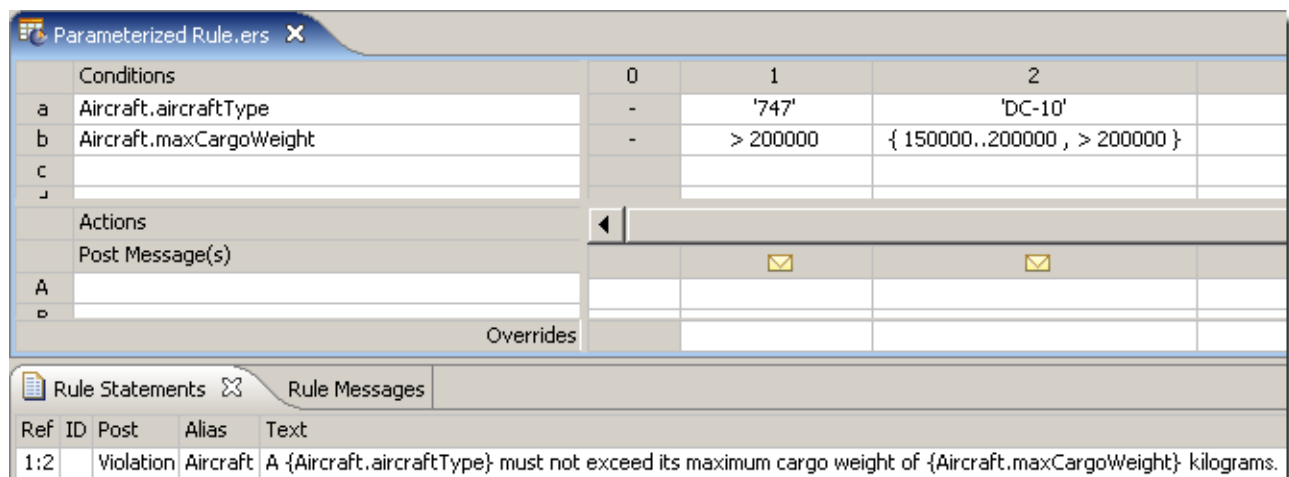 Parameterized Rule.ers
Conditions 0 1 2
a Aircraft.aircraftType - '747' 'DC-10'
b Aircraft.maxCargoWeight - > 200000 { 150000..200000 , > 200000 }
c
Actions
Post Message(s)
A
Overrides
Rule Statements Rule Messages
Ref ID Post Alias Text
1:2 Violation Aircraft A {Aircraft.aircraftType} must not exceed its maximum cargo weight of {Aircraft.maxCargoWeight} kilograms.